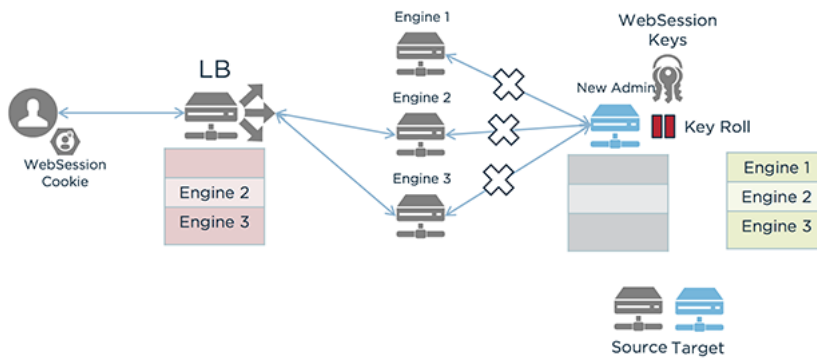 Engine 1
WebSession
Keys
LB
New Admin
Engine 2
Key Roll
WebSession
Cookie
Engine 3
Engine 2
Engine 3
Engine 1
Engine 2
Engine 3
Source Target